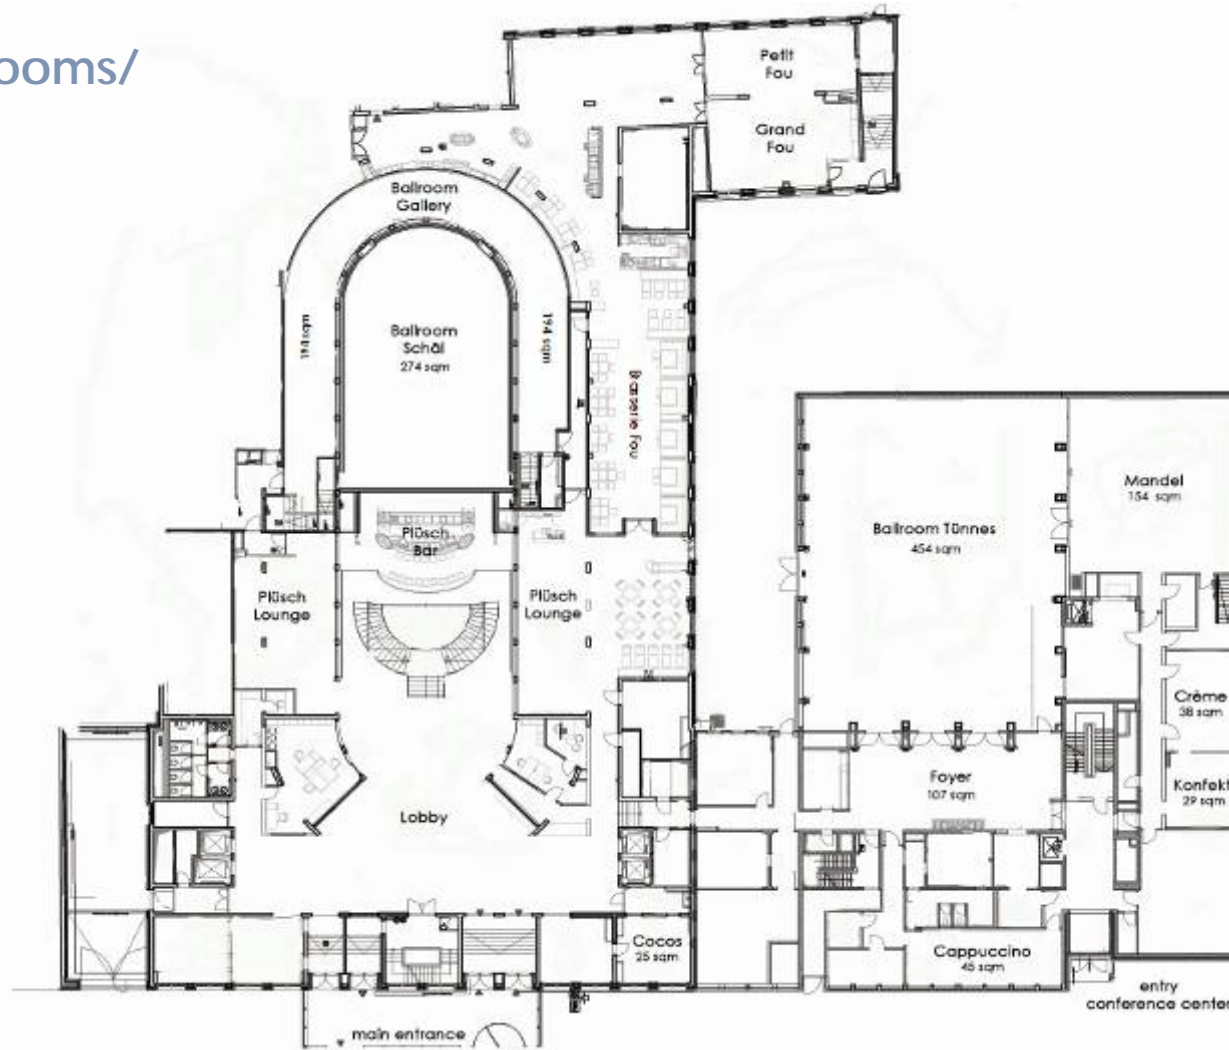 ooms/
Petit
Fou
Grand
Fou
Ballroom
Gallery
194 sqm
Ballroom
Schäl
274 sqm
194 sqm
Brasserie Fou
Mandel
154 sqm
Ballroom Tünnes
454 sqm
Plüsch
Bar
Plüsch
Lounge
Plüsch
Lounge
Crème
38 sqm
Foyer
107 sqm
Konfekt
29 sqm
Lobby
Cocos
25 sqm
Cappuccino
45 sqm
entry
conference center
main entrance